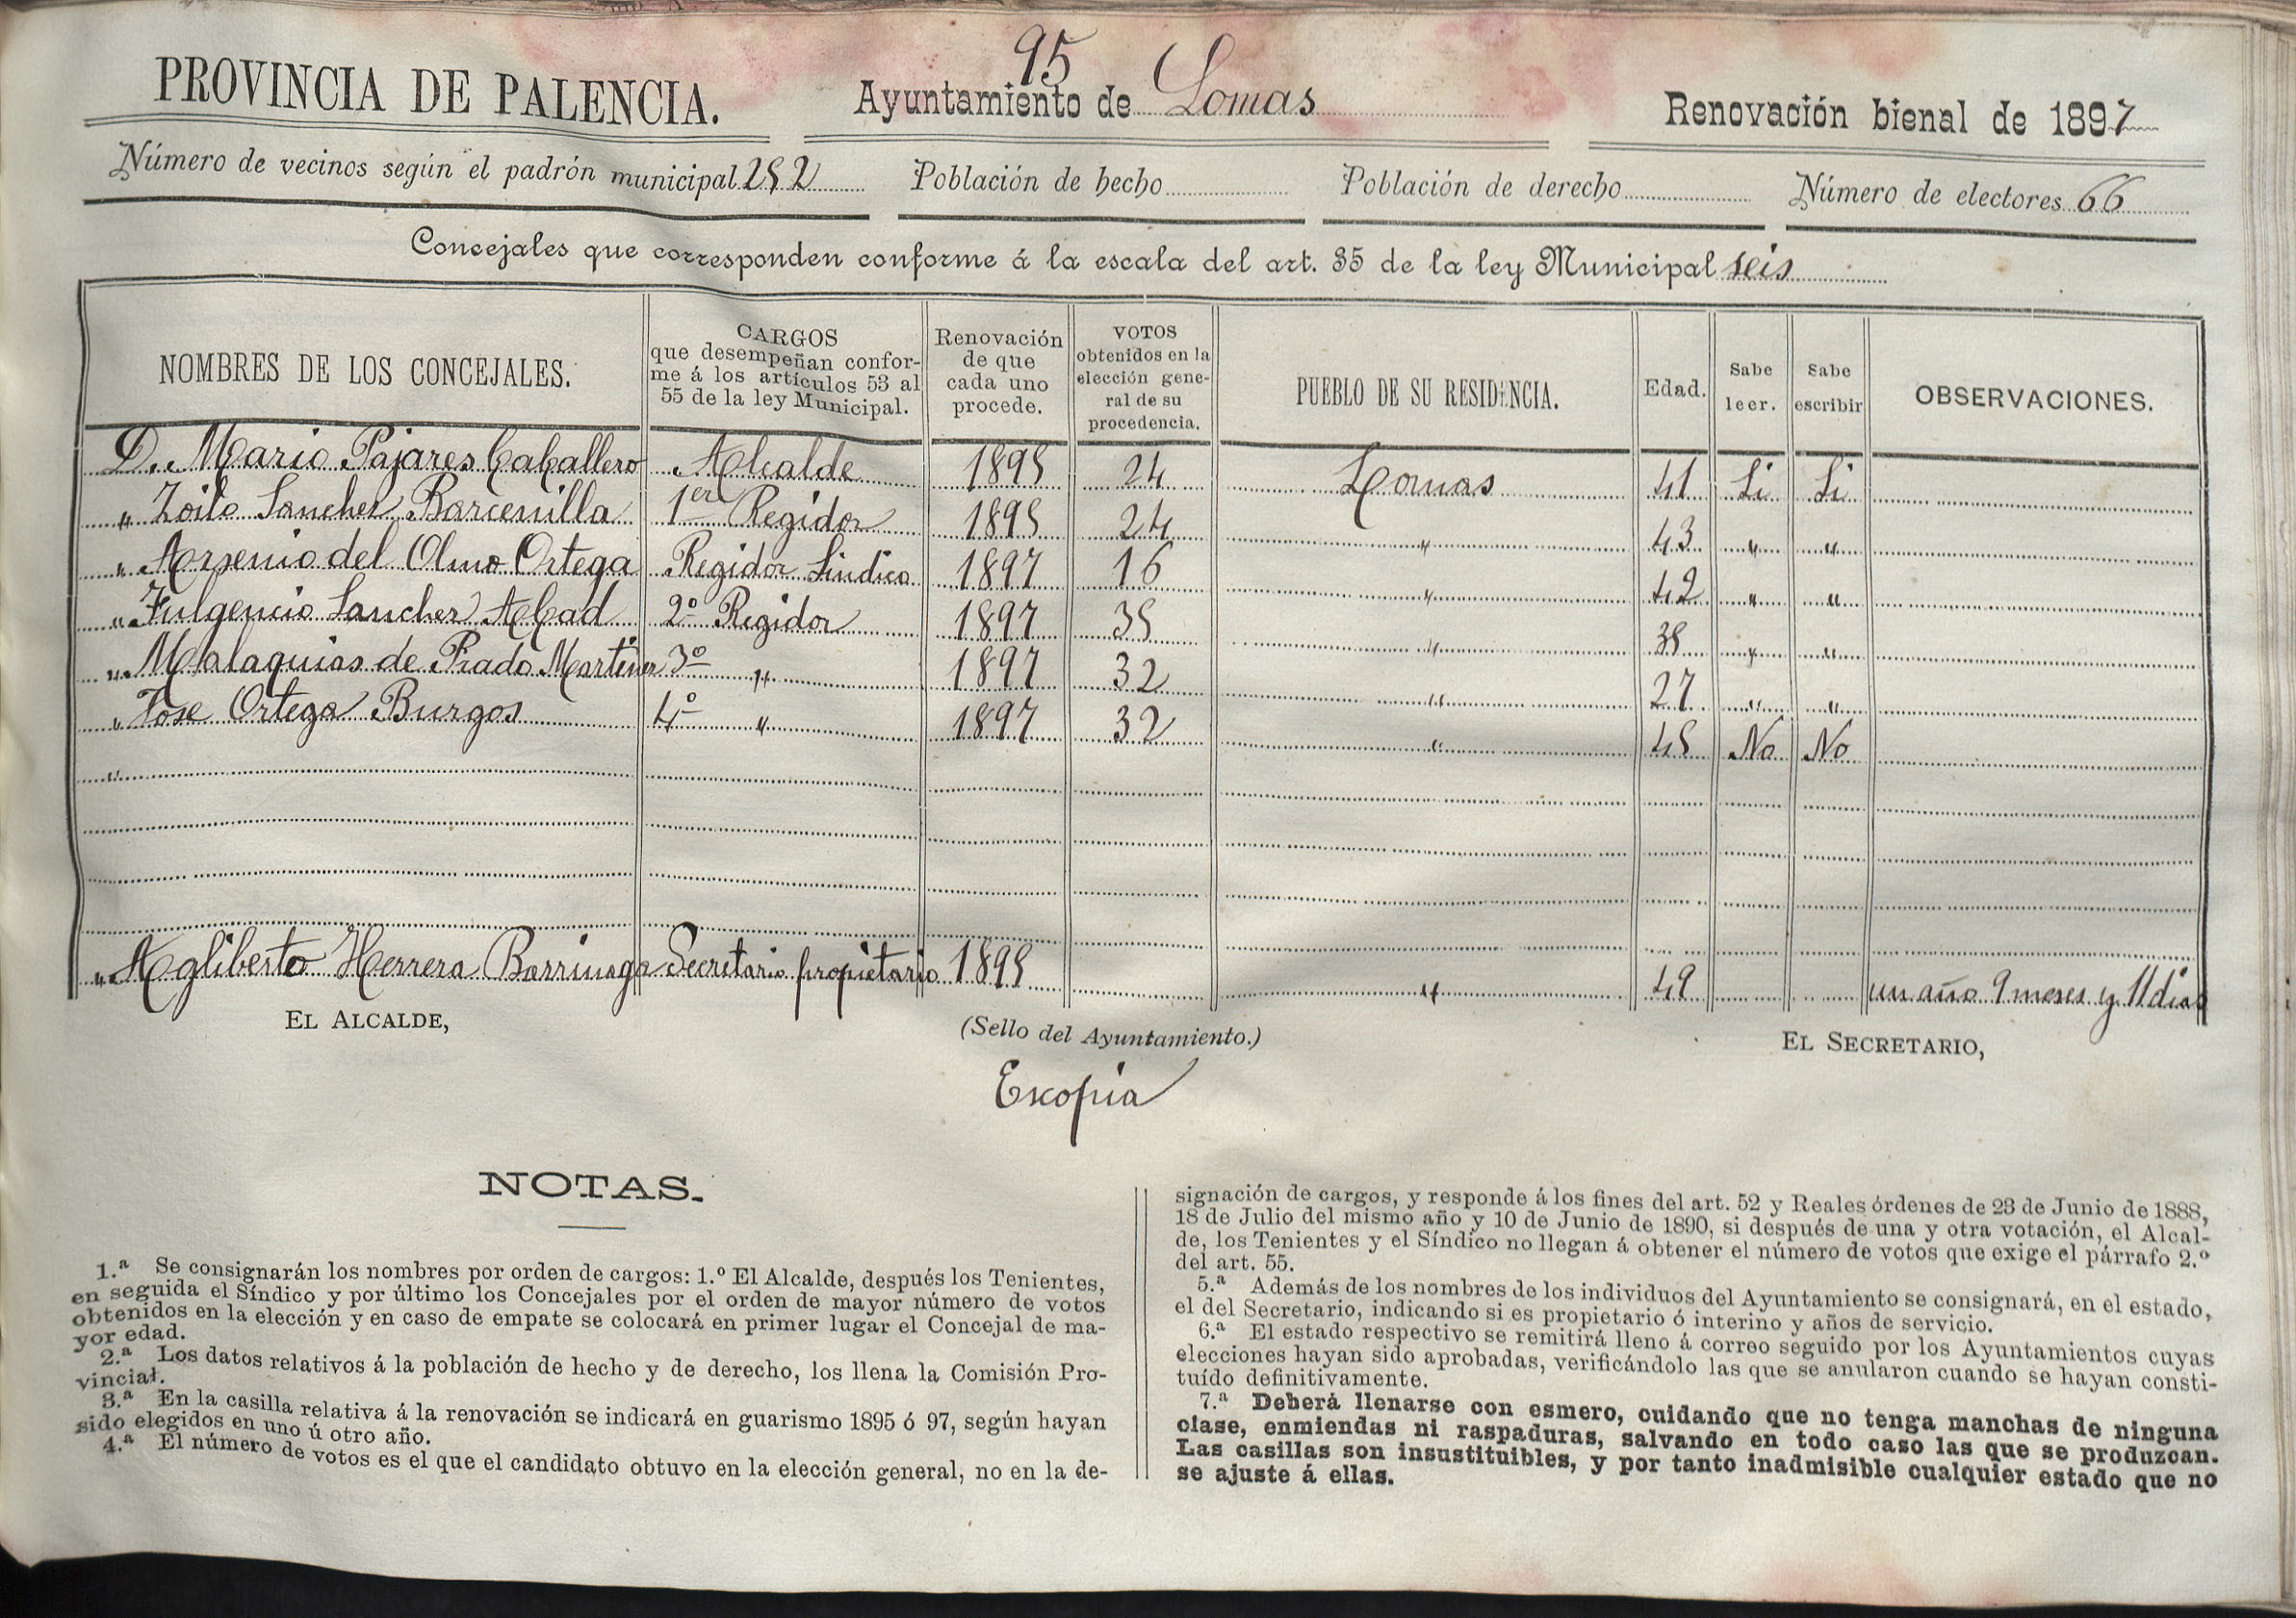 95
PROVINCIA DE PALENCIA.
Ayuntamiento de Lomas
Renovación bienal de 1897
Número de vecinos según el padrón municipal 252
Población de hecho
Población de derecho
Número de electores 66
Concejales que corresponden conforme á la escala del art. 35 de la ley Municipal seis
NOMBRES DE LOS CONCEJALES. CARGOS que desempeñan conforme á los artículos 53 al 55 de la ley Municipal. Renovación de que cada uno procede. VOTOS obtenidos en la elección general de su procedencia. PUEBLO DE SU RESIDENCIA. Edad. Sabe leer. Sabe escribir OBSERVACIONES.
D. Mario Pajares Caballero Alcalde 1895 24 Lomas 41 Si Si
" Zoilo Sanchez Barcenilla 1er Regidor 1895 24 " 43 " "
" Arsenio del Olmo Ortega Regidor Sindico 1897 16 " 42 " "
" Fulgencio Sanchez Abad 2º Regidor 1897 35 " 35 " "
" Malaquias de Prado Martinez 3º " 1897 32 " 27 " "
" Jose Ortega Burgos 4º " 1897 32 " 45 No No
"
" Agliberto Herrera Barrinaga Secretario propietario 1895 " 49 un año 9 meses y 11 dias
EL ALCALDE,
(Sello del Ayuntamiento.)
EL SECRETARIO,
Es copia
NOTAS.
1.ª Se consignarán los nombres por orden de cargos: 1.º El Alcalde, después los Tenientes,
en seguida el Síndico y por último los Concejales por el orden de mayor número de votos
obtenidos en la elección y en caso de empate se colocará en primer lugar el Concejal de ma-
yor edad.
2.ª Los datos relativos á la población de hecho y de derecho, los llena la Comisión Pro-
vincial.
3.ª En la casilla relativa á la renovación se indicará en guarismo 1895 ó 97, según hayan
sido elegidos en uno ú otro año.
4.ª El número de votos es el que el candidato obtuvo en la elección general, no en la de-
signación de cargos, y responde á los fines del art. 52 y Reales órdenes de 23 de Junio de 1888,
18 de Julio del mismo año y 10 de Junio de 1890, si después de una y otra votación, el Alcal-
de, los Tenientes y el Síndico no llegan á obtener el número de votos que exige el párrafo 2.º
del art. 55.
5.ª Además de los nombres de los individuos del Ayuntamiento se consignará, en el estado,
el del Secretario, indicando si es propietario ó interino y años de servicio.
6.ª El estado respectivo se remitirá lleno á correo seguido por los Ayuntamientos cuyas
elecciones hayan sido aprobadas, verificándolo las que se anularon cuando se hayan consti-
tuído definitivamente.
7.ª Deberá llenarse con esmero, cuidando que no tenga manchas de ninguna
clase, enmiendas ni raspaduras, salvando en todo caso las que se produzcan.
Las casillas son insustituibles, y por tanto inadmisible cualquier estado que no
se ajuste á ellas.